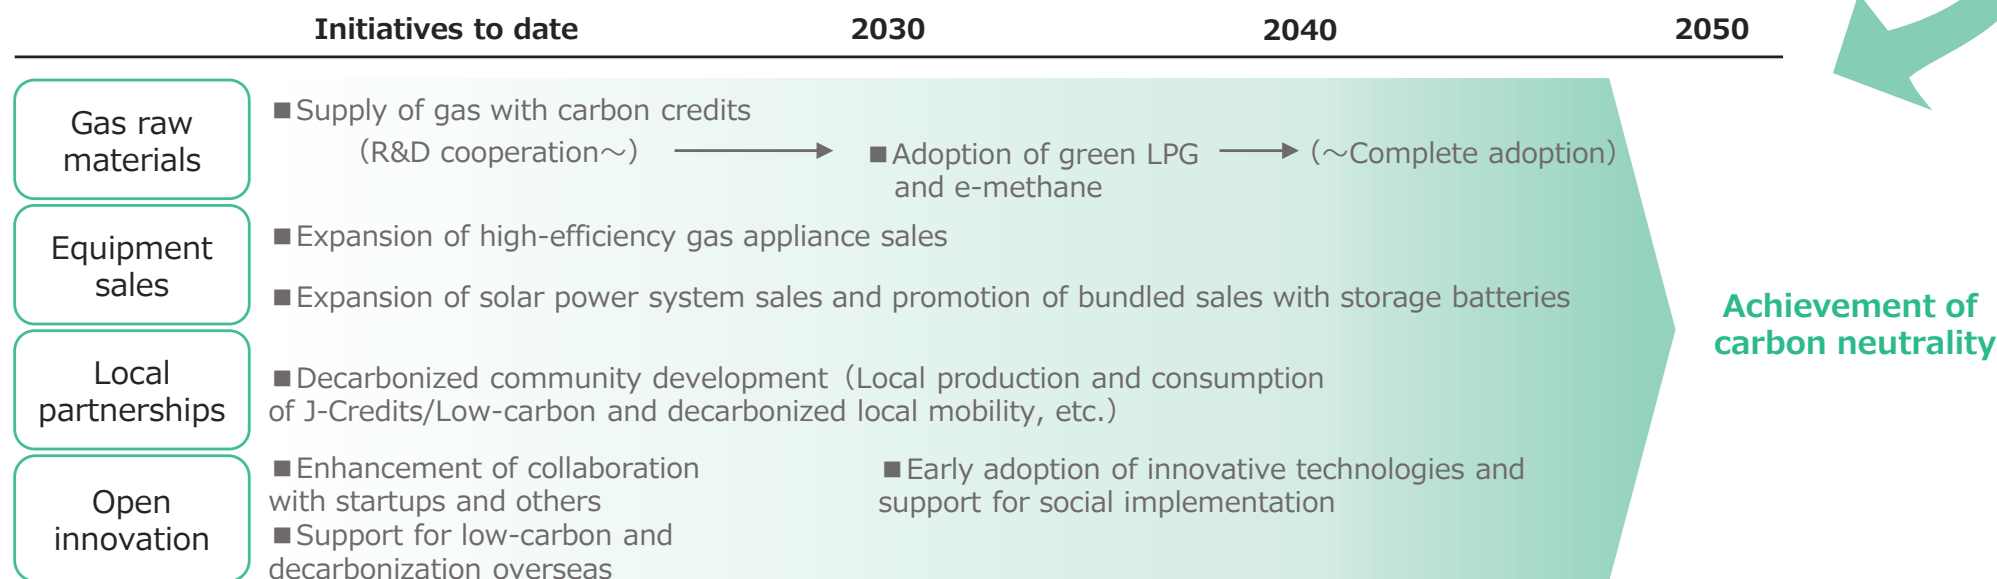 Initiatives to date 2030 2040 2050
Gas raw
materials
■Supply of gas with carbon credits
（R&D cooperation～）
■Adoption of green LPG
and e-methane
（～Complete adoption）
Equipment
sales
■Expansion of high-efficiency gas appliance sales
■Expansion of solar power system sales and promotion of bundled sales with storage batteries
Local
partnerships
■Decarbonized community development（Local production and consumption
of J-Credits/Low-carbon and decarbonized local mobility, etc.）
Open
innovation
■Enhancement of collaboration
with startups and others
■Support for low-carbon and
decarbonization overseas
■Early adoption of innovative technologies and
support for social implementation
Achievement of
carbon neutrality